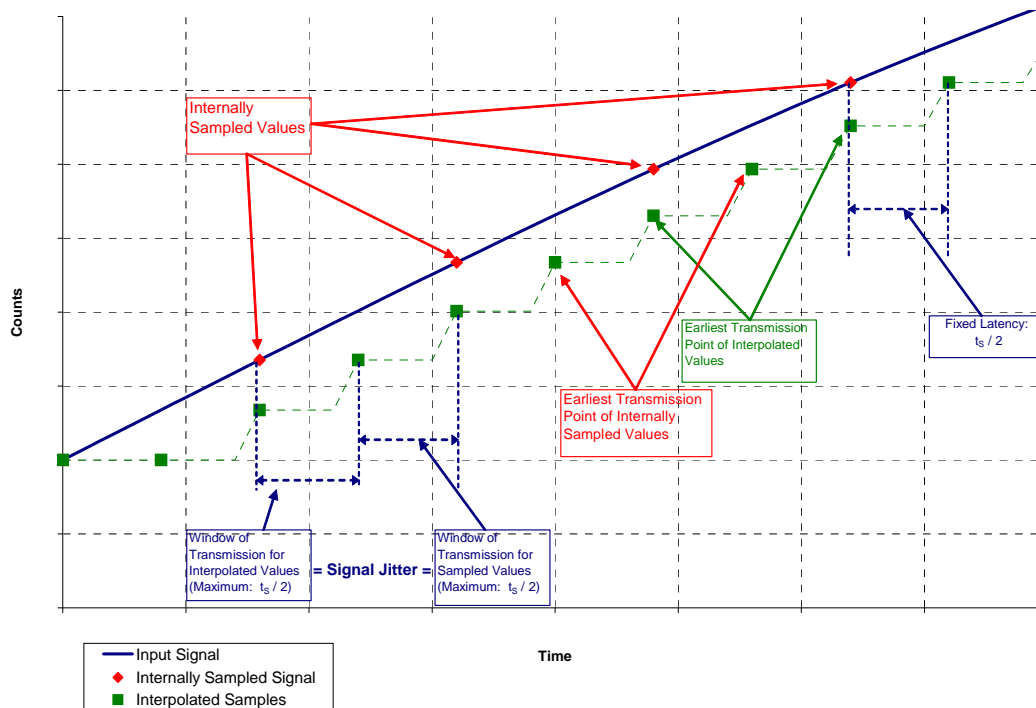 Internally
Sampled Values
Counts
Earliest Transmission
Point of Interpolated
Values
Fixed Latency:
tS / 2
Earliest Transmission
Point of Internally
Sampled Values
Window of
Transmission for
Interpolated Values
(Maximum: tS / 2)
= Signal Jitter =
Window of
Transmission for
Sampled Values
(Maximum: tS / 2)
Time
Input Signal
Internally Sampled Signal
Interpolated Samples